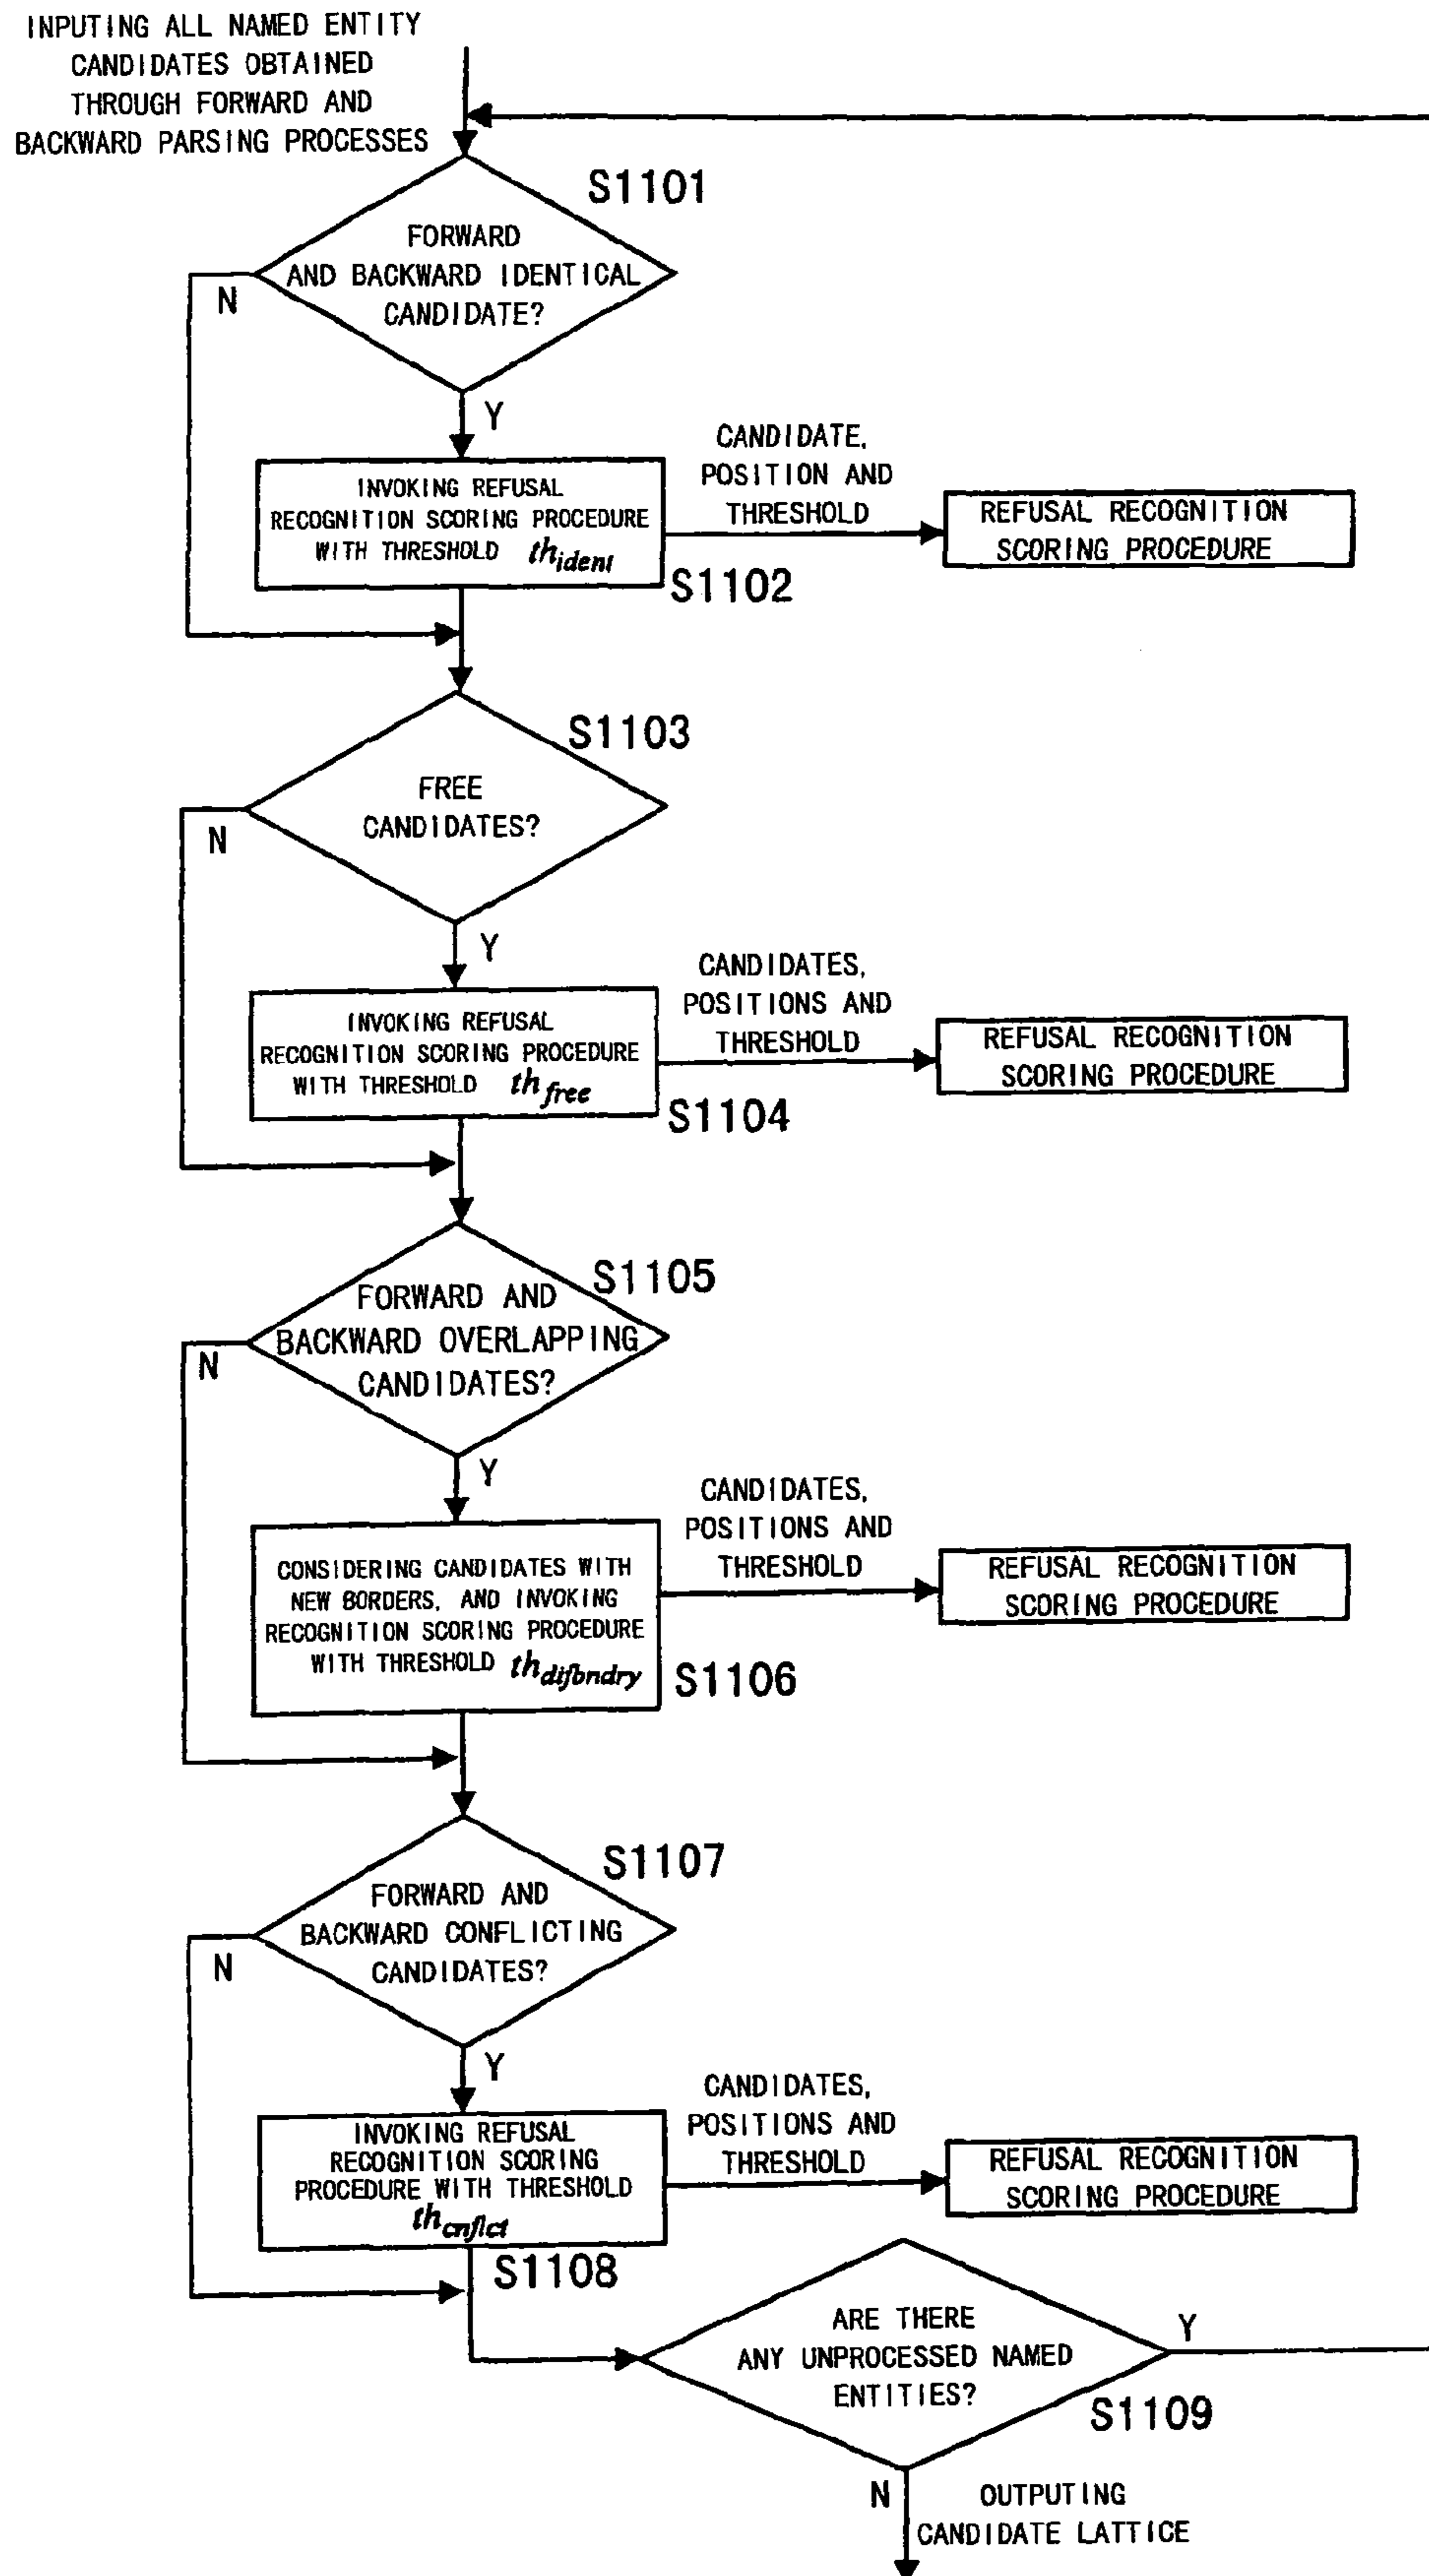 INPUTING ALL NAMED ENTITY
CANDIDATES OBTAINED
THROUGH FORWARD AND
BACKWARD PARSING PROCESSES
S1101
FORWARD
AND BACKWARD IDENTICAL
CANDIDATE?
N
Y
INVOKING REFUSAL
RECOGNITION SCORING PROCEDURE
WITH THRESHOLD th_ident
S1102
CANDIDATE,
POSITION AND
THRESHOLD
REFUSAL RECOGNITION
SCORING PROCEDURE
S1103
FREE
CANDIDATES?
N
Y
INVOKING REFUSAL
RECOGNITION SCORING PROCEDURE
WITH THRESHOLD th_free
S1104
CANDIDATES,
POSITIONS AND
THRESHOLD
REFUSAL RECOGNITION
SCORING PROCEDURE
S1105
FORWARD AND
BACKWARD OVERLAPPING
CANDIDATES?
N
Y
CONSIDERING CANDIDATES WITH
NEW BORDERS, AND INVOKING
RECOGNITION SCORING PROCEDURE
WITH THRESHOLD th_difbndry
S1106
CANDIDATES,
POSITIONS AND
THRESHOLD
REFUSAL RECOGNITION
SCORING PROCEDURE
S1107
FORWARD AND
BACKWARD CONFLICTING
CANDIDATES?
N
Y
INVOKING REFUSAL
RECOGNITION SCORING
PROCEDURE WITH THRESHOLD
th_cnflct
S1108
CANDIDATES,
POSITIONS AND
THRESHOLD
REFUSAL RECOGNITION
SCORING PROCEDURE
ARE THERE
ANY UNPROCESSED NAMED
ENTITIES?
Y
S1109
N
OUTPUTING
CANDIDATE LATTICE